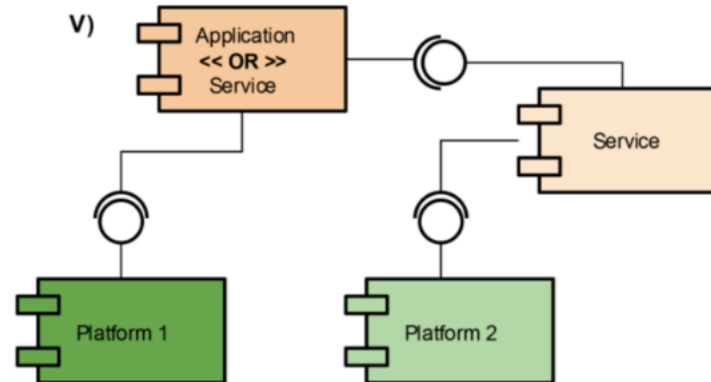 V)
Application
<< OR >>
Service
Service
Platform 1
Platform 2